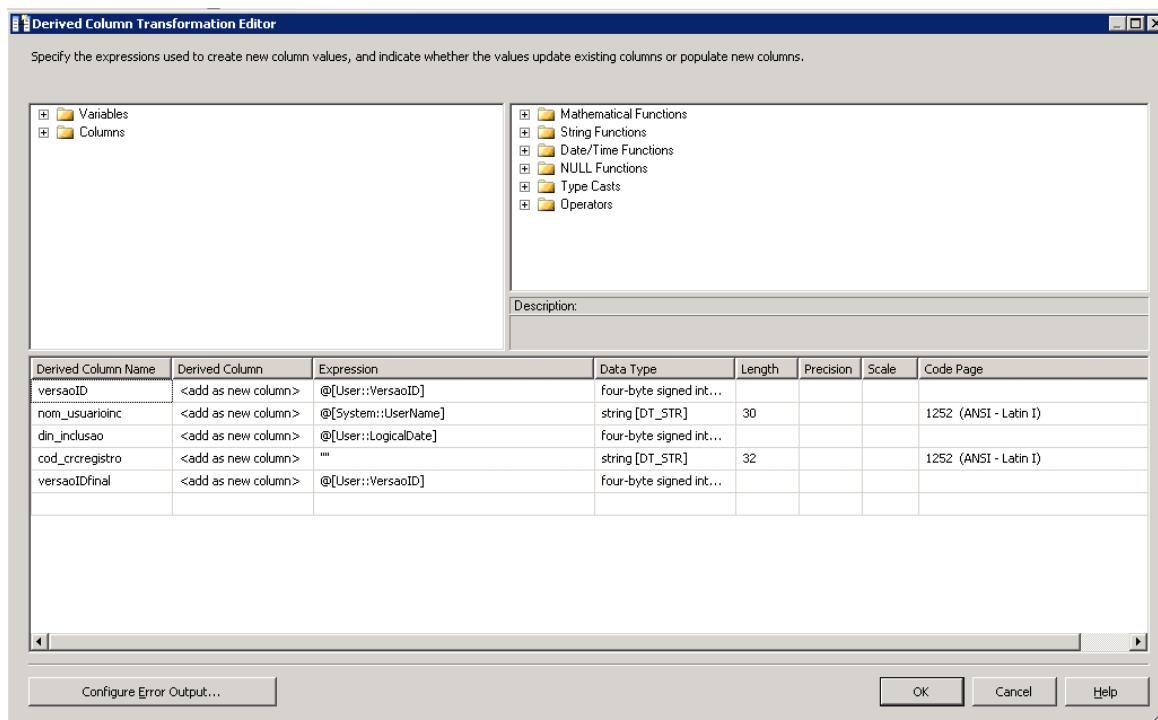 Derived Column Transformation Editor
Specify the expressions used to create new column values, and indicate whether the values update existing columns or populate new columns.
Variables
Columns
Mathematical Functions
String Functions
Date/Time Functions
NULL Functions
Type Casts
Operators
Description:
Derived Column Name Derived Column Expression Data Type Length Precision Scale Code Page
versaoID <add as new column> @[User::VersaoID] four-byte signed int...
nom_usuarioinc <add as new column> @[System::UserName] string [DT_STR] 30 1252 (ANSI - Latin I)
din_inclusao <add as new column> @[User::LogicalDate] four-byte signed int...
cod_crcregistro <add as new column> "" string [DT_STR] 32 1252 (ANSI - Latin I)
versaoIDfinal <add as new column> @[User::VersaoID] four-byte signed int...
Configure Error Output... OK Cancel Help